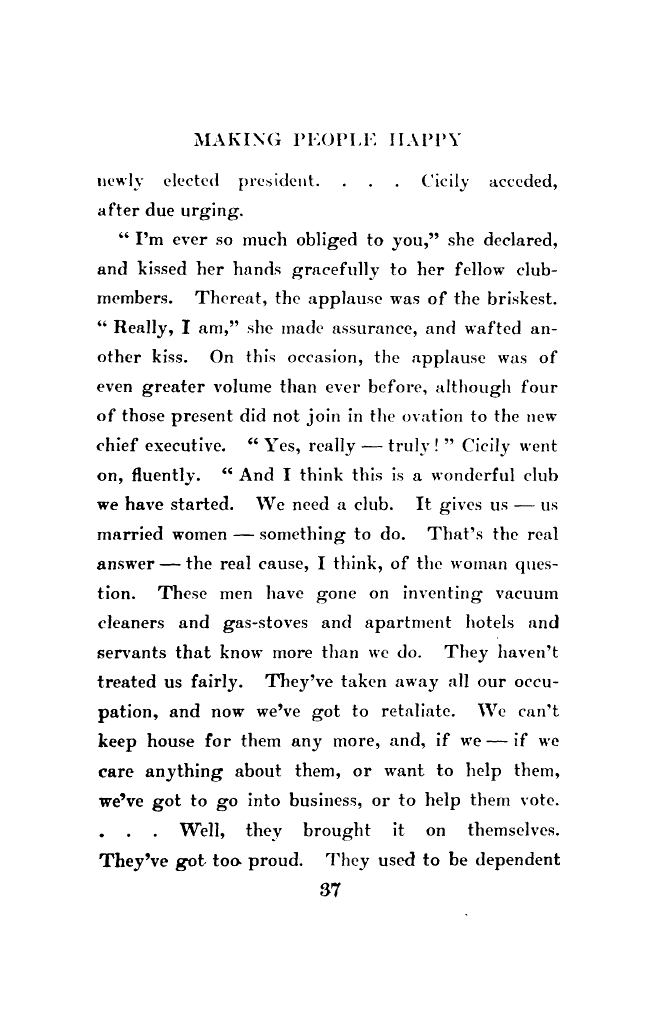 MAKING PEOPLE HAPPY
newly elected president. . . . Cicily acceded,
after due urging.
“ I’m ever so much obliged to you,” she declared,
and kissed her hands gracefully to her fellow club-
members. Thereat, the applause was of the briskest.
“ Really, I am,” she made assurance, and wafted an-
other kiss. On this occasion, the applause was of
even greater volume than ever before, although four
of those present did not join in the ovation to the new
chief executive. “ Yes, really — truly! ” Cicily went
on, fluently. “ And I think this is a wonderful club
we have started. We need a club. It gives us — us
married women — something to do. That’s the real
answer — the real cause, I think, of the woman ques-
tion. These men have gone on inventing vacuum
cleaners and gas-stoves and apartment hotels and
servants that know more than we do. They haven’t
treated us fairly. They’ve taken away all our occu-
pation, and now we’ve got to retaliate. We can’t
keep house for them any more, and, if we — if we
care anything about them, or want to help them,
we’ve got to go into business, or to help them vote.
. . . Well, they brought it on themselves.
They’ve got too proud. They used to be dependent
37